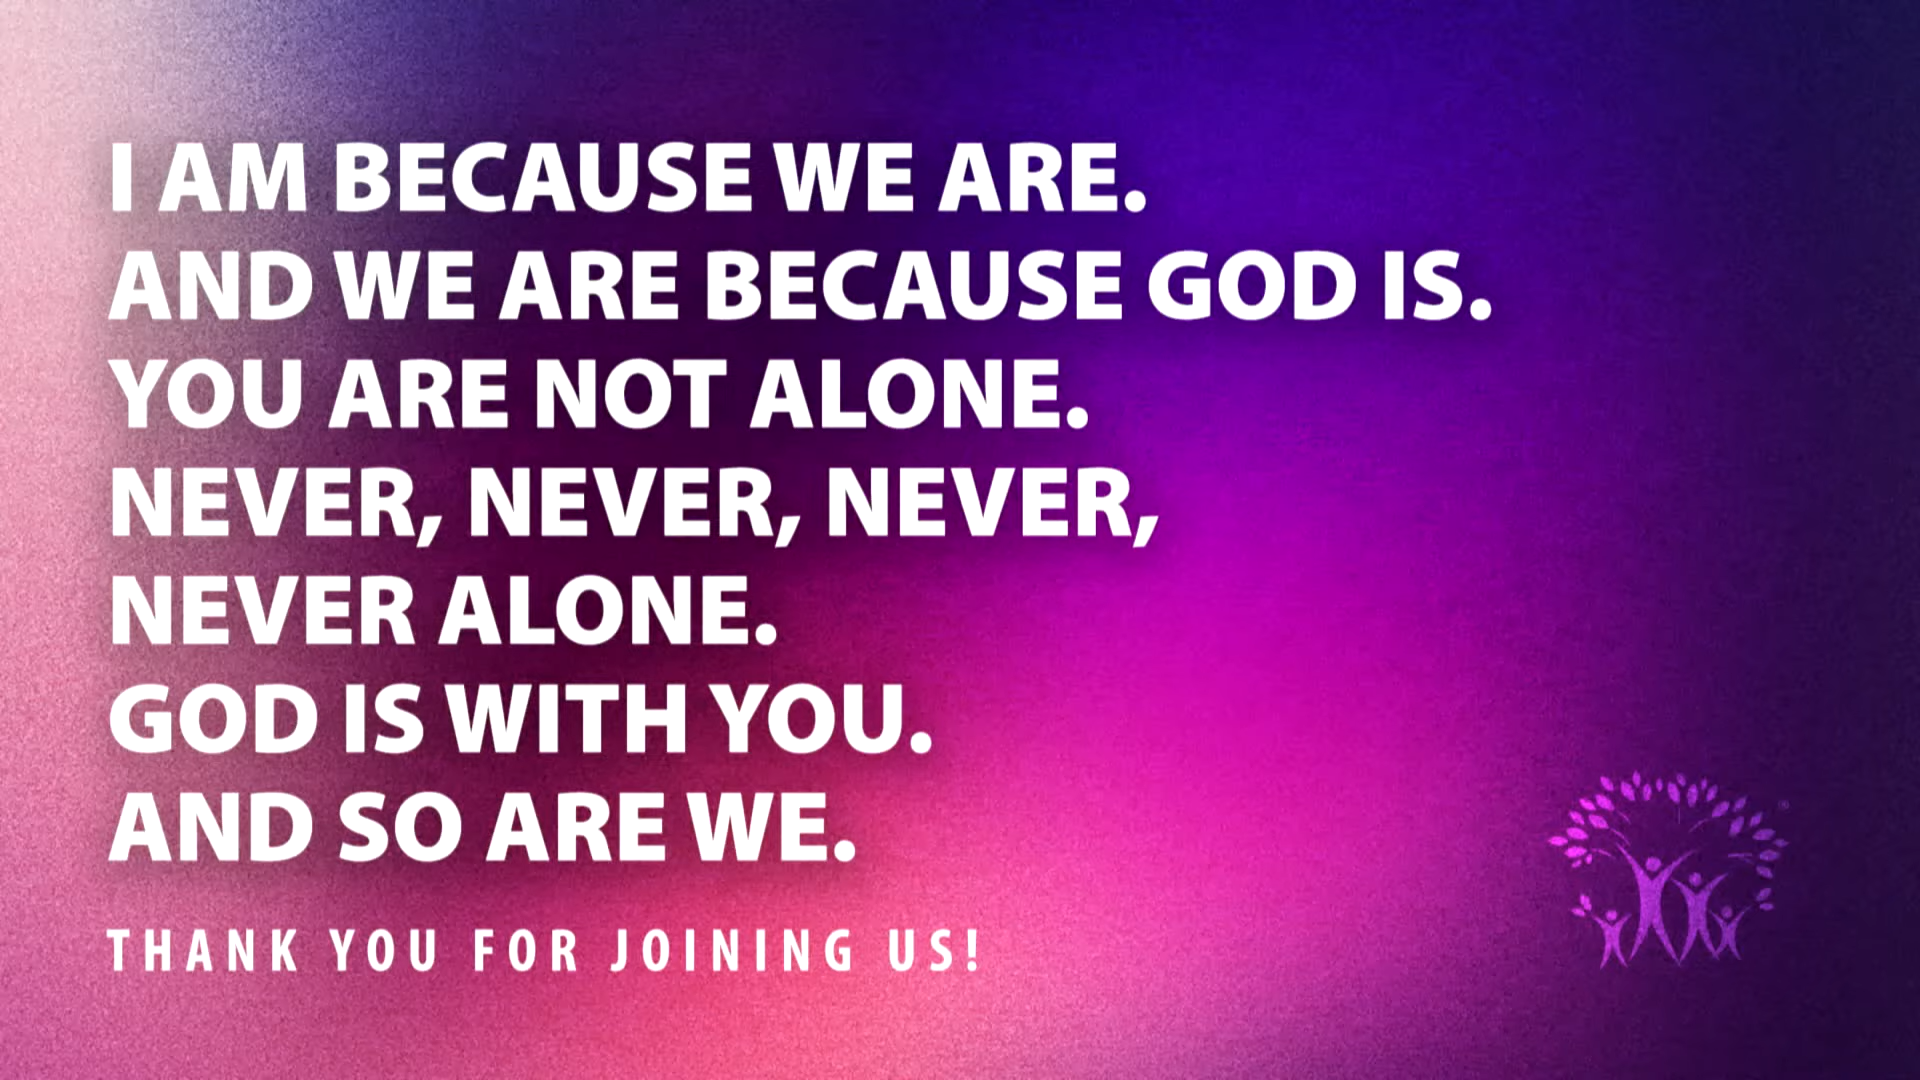 I AM BECAUSE WE ARE.
AND WE ARE BECAUSE GOD IS.
YOU ARE NOT ALONE.
NEVER, NEVER, NEVER,
NEVER ALONE.
GOD IS WITH YOU.
AND SO ARE WE.
THANK YOU FOR JOINING US!